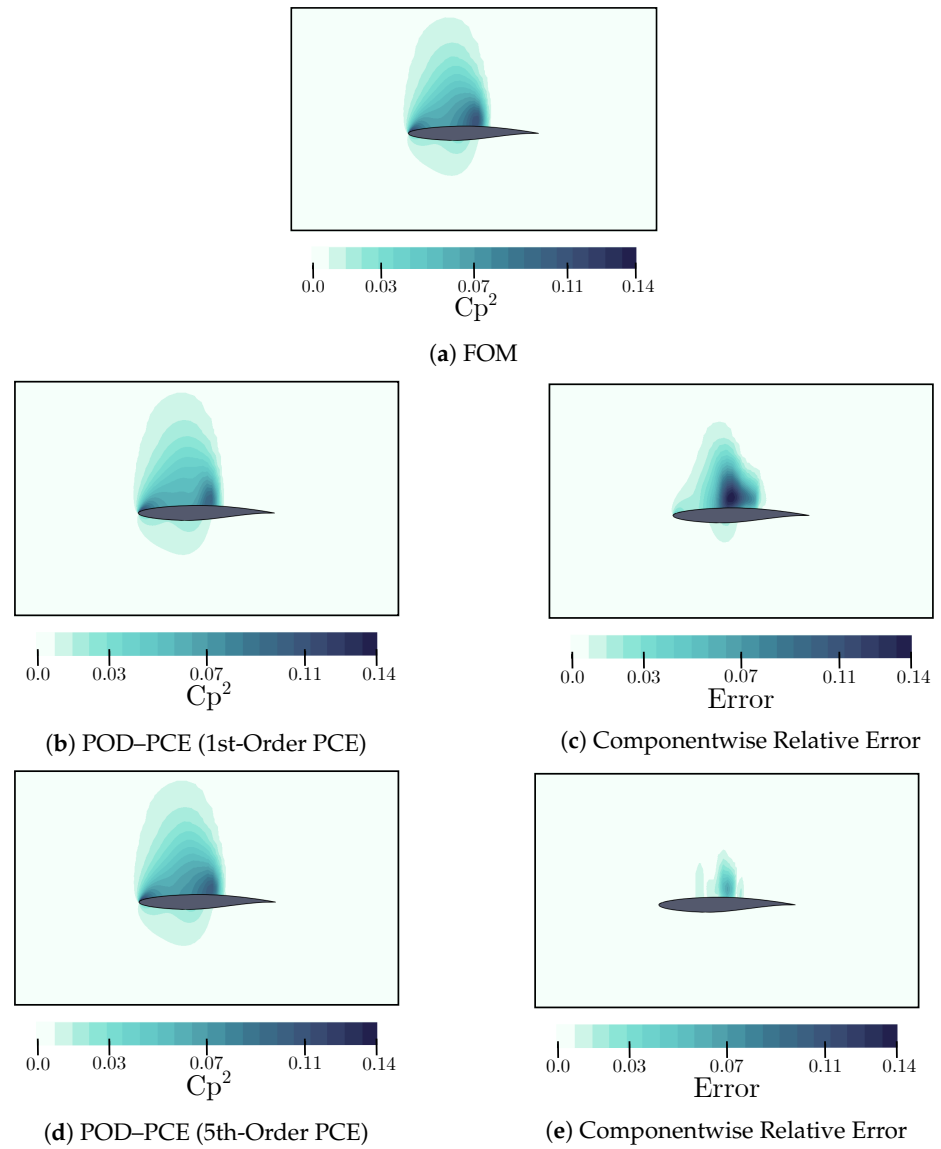 0.0 0.03 0.07 0.11 0.14
Cp²
(a) FOM
0.0 0.03 0.07 0.11 0.14
Cp²
(b) POD–PCE (1st-Order PCE)
0.0 0.03 0.07 0.11 0.14
Error
(c) Componentwise Relative Error
0.0 0.03 0.07 0.11 0.14
Cp²
(d) POD–PCE (5th-Order PCE)
0.0 0.03 0.07 0.11 0.14
Error
(e) Componentwise Relative Error